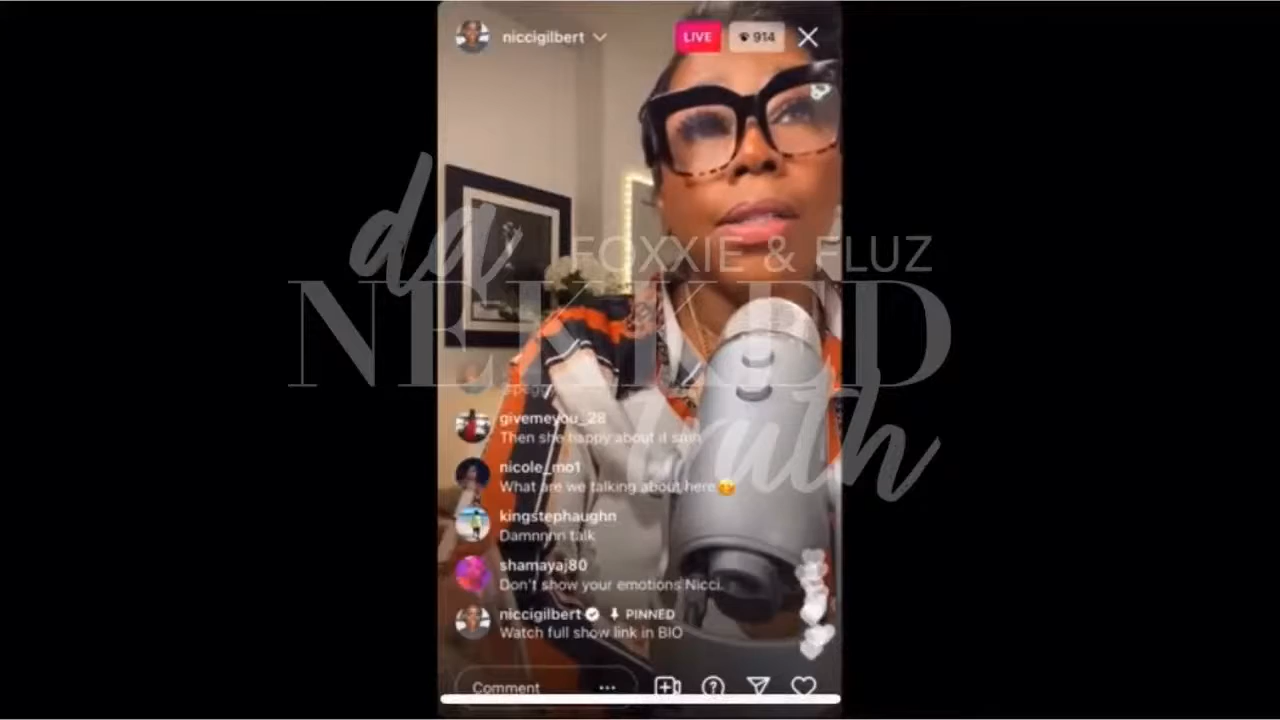 niccigilbert
LIVE
914
da
FOXXIE & FLUZ
NEKKED
truth
givemeyou_28
Then she happy about it smh
nicole_mo1
What are we talking about here
kingstephaughn
Damnnnn talk
shamayaj80
Don't show your emotions Nicci.
niccigilbert PINNED
Watch full show link in BIO
Comment